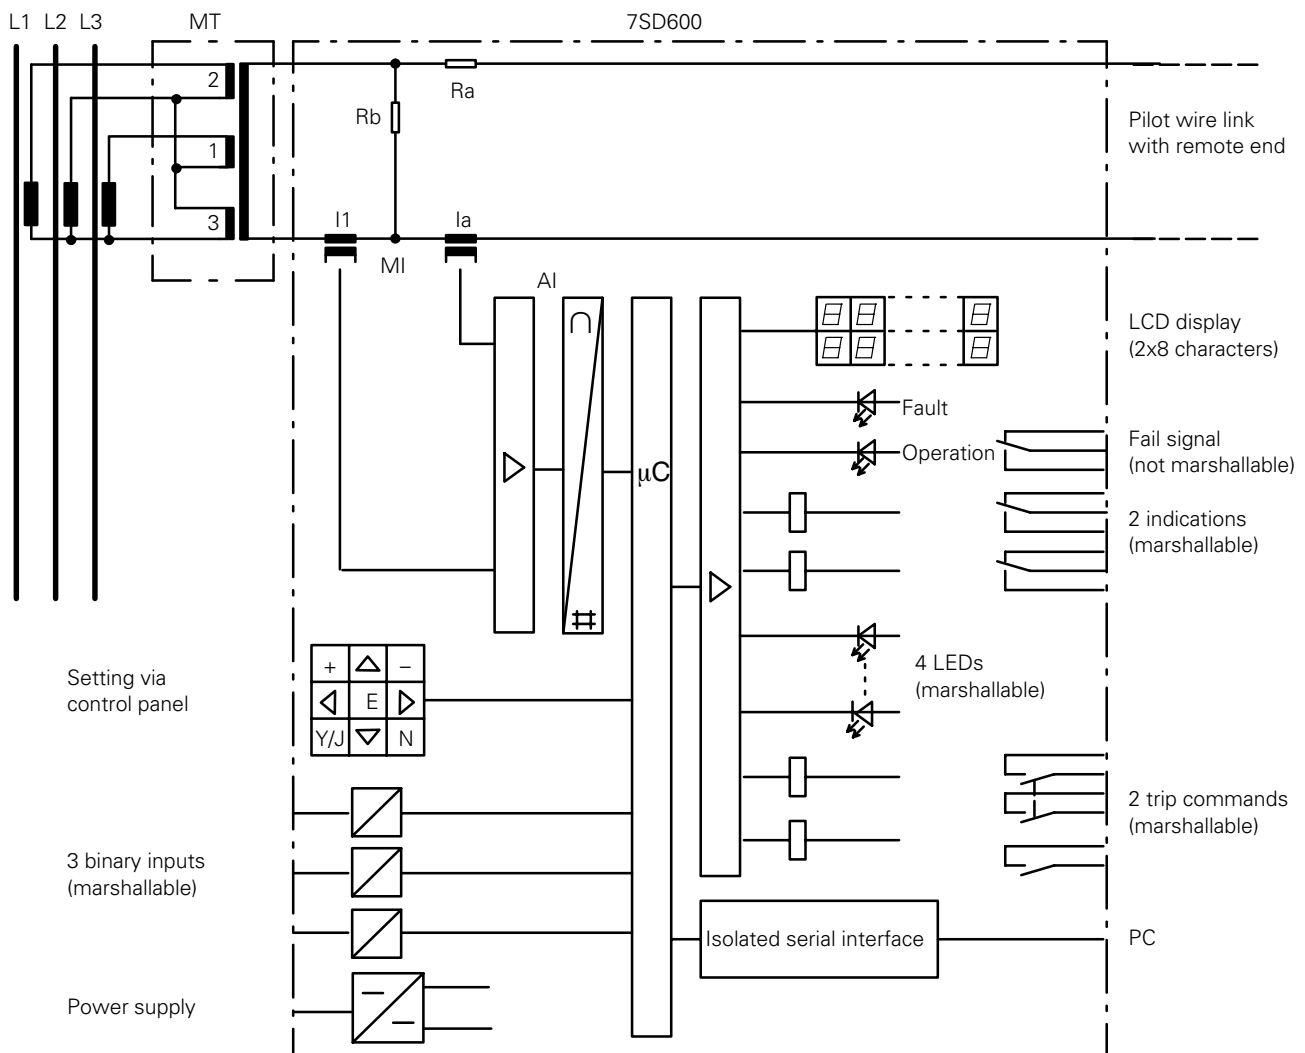 L1 L2 L3 MT 7SD600
2
1
3
Rb
Ra
Pilot wire link
with remote end
I1
Ia
MI
AI
LCD display
(2x8 characters)
Fault
Operation
Fail signal
(not marshallable)
µC
2 indications
(marshallable)
Setting via
control panel
+ −
E
Y/J N
4 LEDs
(marshallable)
2 trip commands
(marshallable)
3 binary inputs
(marshallable)
Isolated serial interface
PC
Power supply